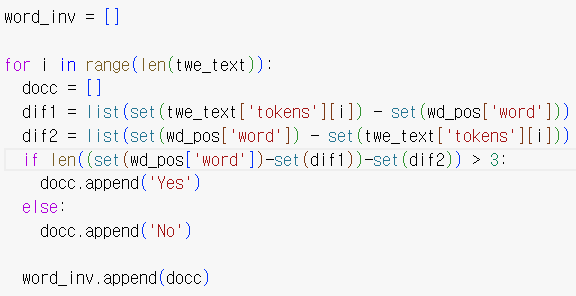 word_inv = []

for i in range(len(twe_text)):
  docc = []
  dif1 = list(set(twe_text['tokens'][i]) - set(wd_pos['word']))
  dif2 = list(set(wd_pos['word']) - set(twe_text['tokens'][i]))
  if len((set(wd_pos['word'])-set(dif1))-set(dif2)) > 3:
    docc.append('Yes')
  else:
    docc.append('No')

  word_inv.append(docc)